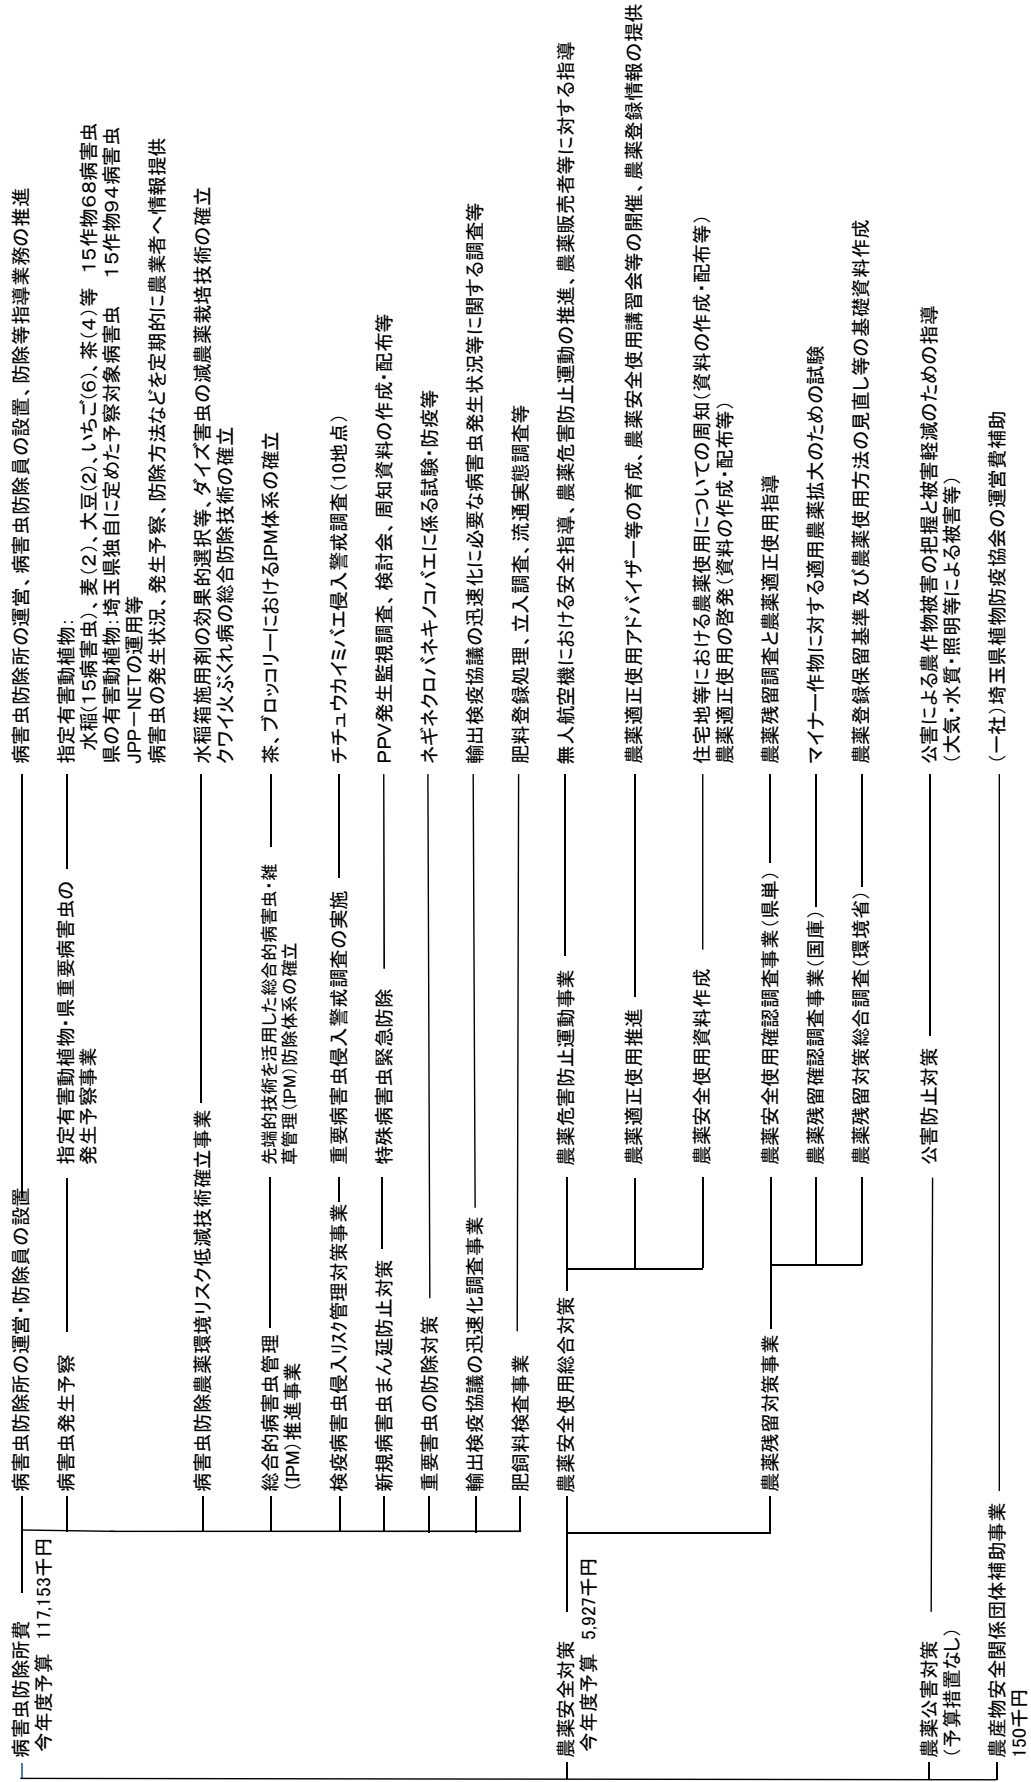 病害虫防除所費
今年度予算 117,153千円
病害虫防除所の運営・防除員の設置
病害虫防除所の運営、病害虫防除員の設置、防除等指導業務の推進
病害虫発生予察
指定有害動植物・県重要病害虫の
発生予察事業
指定有害動植物:
水稲(15病害虫)、麦(2)、大豆(2)、いちご(6)、茶(4)等 15作物68病害虫
県の有害動植物:埼玉県独自に定めた予察対象病害虫 15作物94病害虫
JPP-NETの運用等
病害虫の発生状況、発生予察、防除方法などを定期的に農業者へ情報提供
病害虫防除農薬環境リスク低減技術確立事業
水稲箱施用剤の効果的選択等、ダイズ害虫の減農薬栽培技術の確立
クワイ火ぶくれ病の総合防除技術の確立
総合的病害虫管理
(IPM)推進事業
先端的技術を活用した総合的病害虫・雑
草管理(IPM)防除体系の確立
茶、ブロッコリーにおけるIPM体系の確立
検疫病害虫侵入リスク管理対策事業
重要病害虫侵入警戒調査の実施
チチュウカイミバエ侵入警戒調査(10地点)
新規病害虫まん延防止対策
特殊病害虫緊急防除
PPV発生監視調査、検討会、周知資料の作成・配布等
重要害虫の防除対策
ネギネクロバネキノコバエに係る試験・防疫等
輸出検疫協議の迅速化調査事業
輸出検疫協議の迅速化に必要な病害虫発生状況等に関する調査等
肥飼料検査事業
肥料登録処理、立入調査、流通実態調査等
農薬安全対策
今年度予算 5,927千円
農薬安全使用総合対策
農薬危害防止運動事業
無人航空機における安全指導、農薬危害防止運動の推進、農薬販売者等に対する指導
農薬適正使用推進
農薬適正使用アドバイザー等の育成、農薬安全使用講習会等の開催、農薬登録情報の提供
農薬安全使用資料作成
住宅地等における農薬使用についての周知(資料の作成・配布等)
農薬適正使用の啓発(資料の作成・配布等)
農薬残留対策事業
農薬安全使用確認調査事業(県単)
農薬残留調査と農薬適正使用指導
農薬残留確認調査事業(国庫)
マイナー作物に対する適用農薬拡大のための試験
農薬残留対策総合調査(環境省)
農薬登録保留基準及び農薬使用方法の見直し等の基礎資料作成
農薬公害対策
(予算措置なし)
公害防止対策
公害による農作物被害の把握と被害軽減のための指導
(大気・水質・照明等による被害等)
農産物安全関係団体補助事業
150千円
(一社)埼玉県植物防疫協会の運営費補助